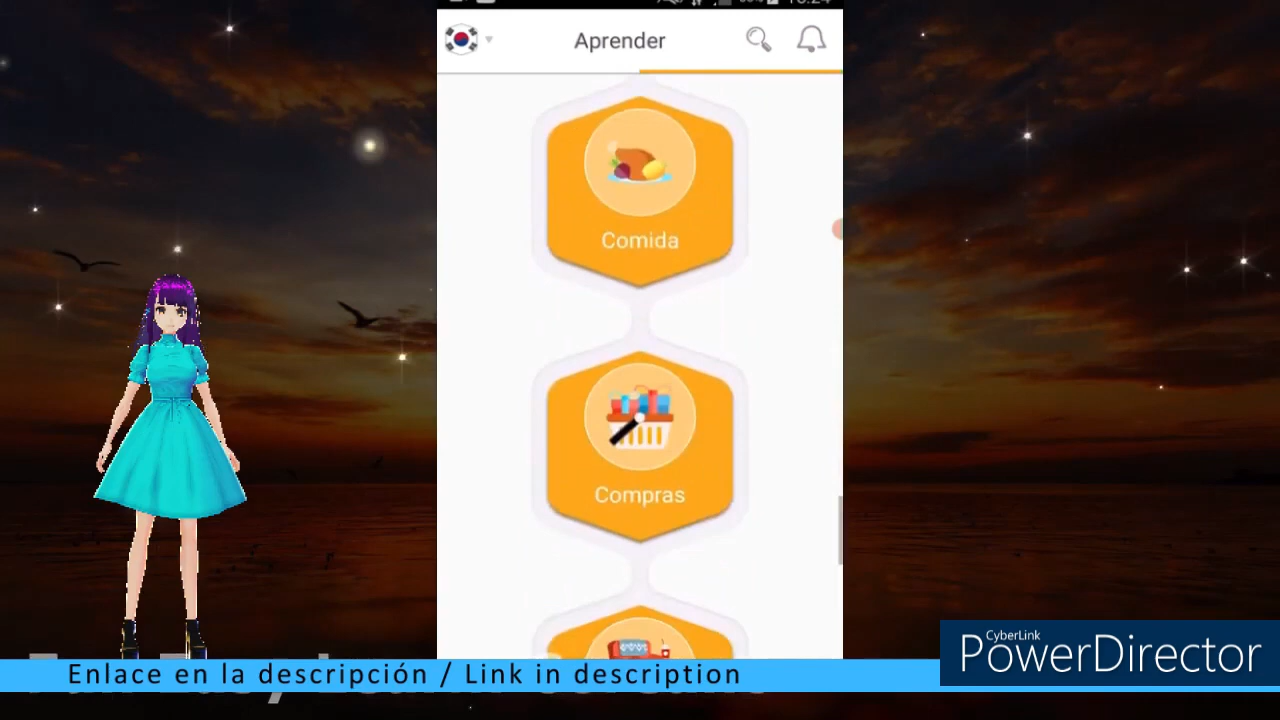 Aprender
Comida
Compras
Enlace en la descripción / Link in description
CyberLink
PowerDirector